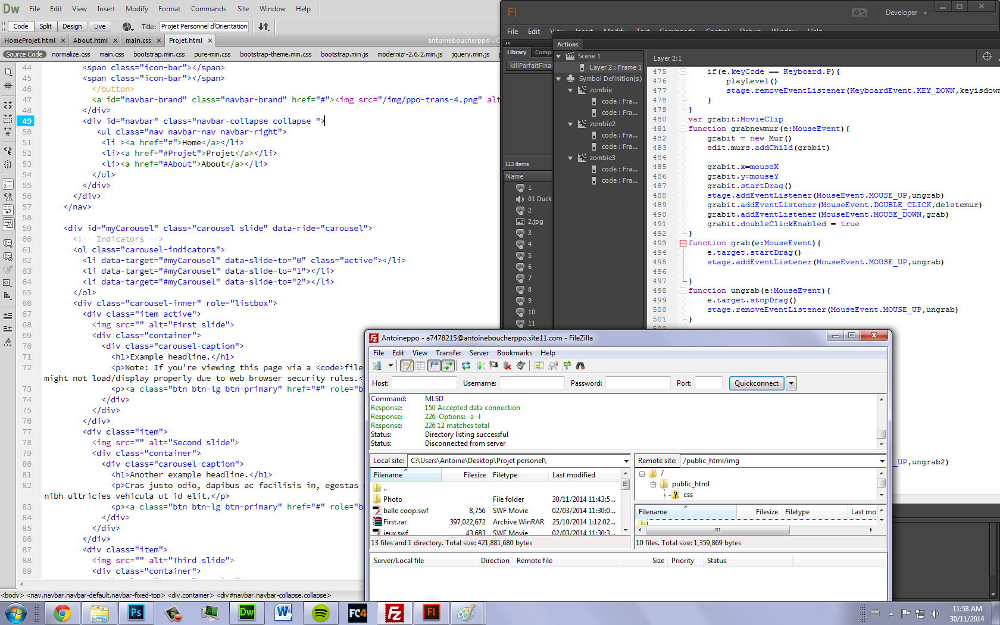 Dw File Edit View Insert Modify Format Commands Site Window Help
Code Split Design Live Title: Projet Personnel d'Orientation
HomeProjet.html × About.html × main.css × Projet.html × antoineboucherppo - C
Source Code normalize.css main.css bootstrap.min.css pure-min.css bootstrap-theme.min.css bootstrap.min.js modernizr-2.6.2.min.js jquery.min.js
44 <span class="icon-bar"></span>
45 <span class="icon-bar"></span>
46 </button>
47 <a id="navbar-brand" class="navbar-brand" href="#"><img src="/img/ppo-trans-4.png" alt
48 </div>
49 <div id="navbar" class="navbar-collapse collapse ">
50 <ul class="nav navbar-nav navbar-right">
51 <li ><a href="#">Home</a></li>
52 <li><a href="#Projet">Projet</a></li>
53 <li><a href="#About">About</a></li>
54 </ul>
55 </div>
56 </div>
57 </nav>
58
59 <div id="myCarousel" class="carousel slide" data-ride="carousel">
60 <!-- Indicators -->
61 <ol class="carousel-indicators">
62 <li data-target="#myCarousel" data-slide-to="0" class="active"></li>
63 <li data-target="#myCarousel" data-slide-to="1"></li>
64 <li data-target="#myCarousel" data-slide-to="2"></li>
65 </ol>
66 <div class="carousel-inner" role="listbox">
67 <div class="item active">
68 <img src="" alt="First slide">
69 <div class="container">
70 <div class="carousel-caption">
71 <h1>Example headline.</h1>
72 <p>Note: If you're viewing this page via a <code>file
might not load/display properly due to web browser security rules.<
73 <p><a class="btn btn-lg btn-primary" href="#" role="bu
74 </div>
75 </div>
76 </div>
77 <div class="item">
78 <img src="" alt="Second slide">
79 <div class="container">
80 <div class="carousel-caption">
81 <h1>Another example headline.</h1>
82 <p>Cras justo odio, dapibus ac facilisis in, egestas
nibh ultricies vehicula ut id elit.</p>
83 <p><a class="btn btn-lg btn-primary" href="#" role="bu
84 </div>
85 </div>
86 </div>
87 <div class="item">
88 <img src="" alt="Third slide">
89 <div class="container">
<body> <nav.navbar.navbar-default.navbar-fixed-top> <div.container> <div#navbar.navbar-collapse.collapse>
Fl Developer
File Edit View Insert Modify Text Commands Control Debug Window Help
Library Compo
killParfaitFinal
113 items
Name
1
01 Duck
2
2.jpg
3
4
5
6
7
8
9
10
11
Actions
Scene 1
Layer 2 : Frame 1
Symbol Definition(s)
zombie
code : Fra...
code : Fra...
zombie2
code : Fra...
code : Fra...
zombie3
code : Fra...
code : Fra...
Layer 2:1
475 if(e.keyCode == Keyboard.P){
476 playLevel()
477 stage.removeEventListener(KeyboardEvent.KEY_DOWN,keyisdown
478 }
479 }
480 var grabit:MovieClip
481 function grabnewmur(e:MouseEvent){
482 grabit = new Mur()
483 edit.murs.addChild(grabit)
484
485 grabit.x=mouseX
486 grabit.y=mouseY
487 grabit.startDrag()
488 stage.addEventListener(MouseEvent.MOUSE_UP,ungrab)
489 grabit.addEventListener(MouseEvent.DOUBLE_CLICK,deletemur)
490 grabit.addEventListener(MouseEvent.MOUSE_DOWN,grab)
491 grabit.doubleClickEnabled = true
492 }
493 function grab(e:MouseEvent){
494 e.target.startDrag()
495 stage.addEventListener(MouseEvent.MOUSE_UP,ungrab)
496
497 }
498 function ungrab(e:MouseEvent){
499 e.target.stopDrag()
500 stage.removeEventListener(MouseEvent.MOUSE_UP,ungrab)
501 }
502
_UP,ungrab2)
Antoineppo - a7478215@antoineboucherppo.site11.com - FileZilla
File Edit View Transfer Server Bookmarks Help
Host: Username: Password: Port: Quickconnect
Command: MLSD
Response: 150 Accepted data connection
Response: 226-Options: -a -l
Response: 226 12 matches total
Status: Directory listing successful
Status: Disconnected from server
Local site: C:\Users\Antoine\Desktop\Projet personel\
Filename Filesize Filetype Last modified
..
Photo File folder 30/11/2014 11:43:5...
balle coop.swf 8,756 SWF Movie 02/03/2014 11:30:0...
First.rar 397,022,672 Archive WinRAR 25/10/2014 1:12:02...
jeux.swf 43,683 SWF Movie 02/03/2014 11:30:3...
13 files and 1 directory. Total size: 421,881,680 bytes
Remote site: /public_html/img
/
public_html
css
Filename Filesize Filetype Last mo
10 files. Total size: 1,359,869 bytes
Server/Local file Direction Remote file Size Priority Status
Ps Dw W FC4 Fz Fl
11:58 AM
30/11/2014